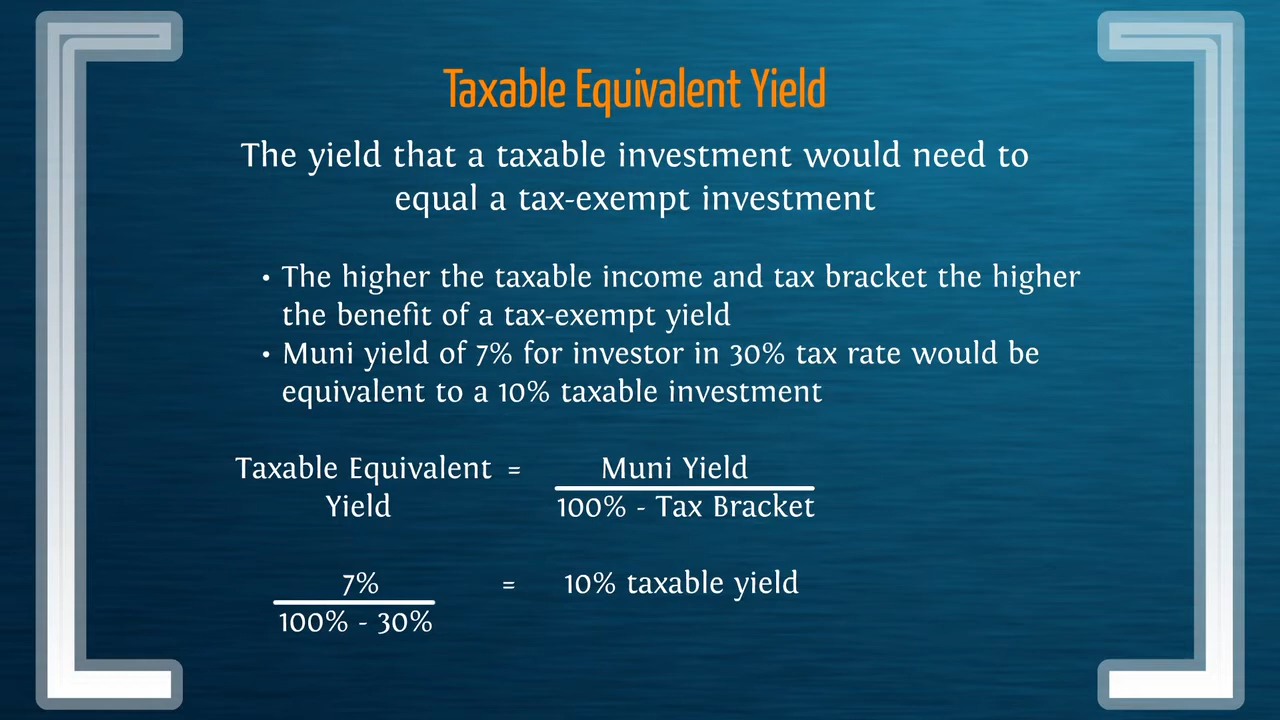 Taxable Equivalent Yield
The yield that a taxable investment would need to
equal a tax-exempt investment
• The higher the taxable income and tax bracket the higher
the benefit of a tax-exempt yield
• Muni yield of 7% for investor in 30% tax rate would be
equivalent to a 10% taxable investment
Taxable Equivalent = Muni Yield
Yield 100% - Tax Bracket
7% = 10% taxable yield
100% - 30%